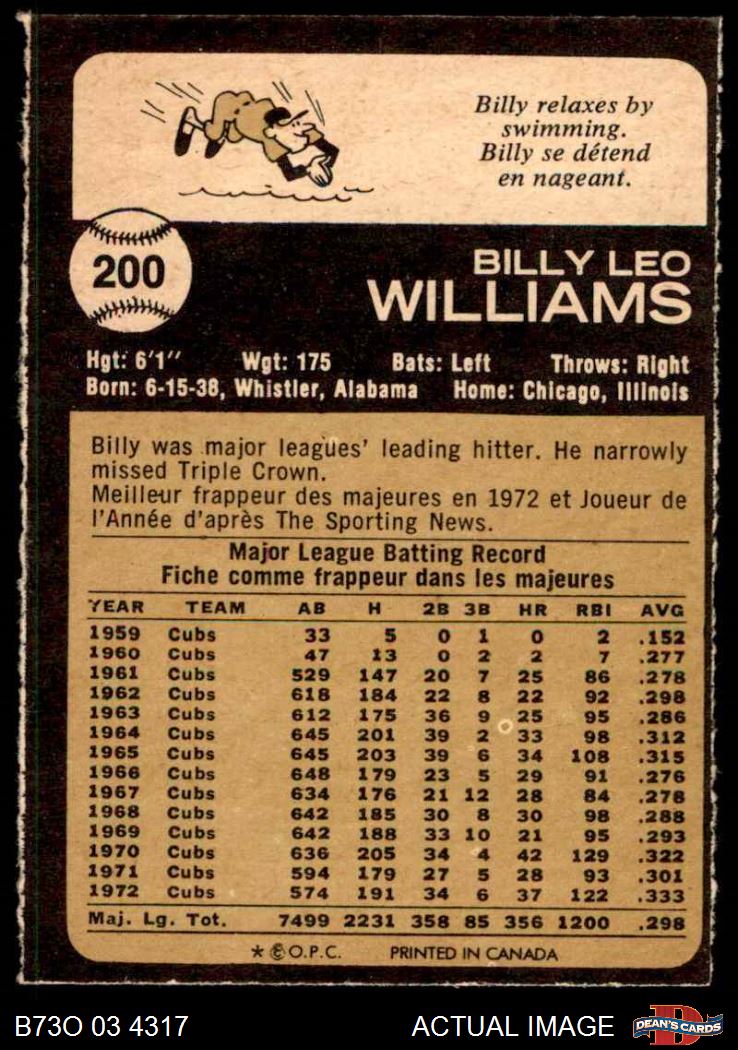 Billy relaxes by
swimming.
Billy se détend
en nageant.
200
BILLY LEO
WILLIAMS
Hgt: 6'1" Wgt: 175 Bats: Left Throws: Right
Born: 6-15-38, Whistler, Alabama Home: Chicago, Illinois
Billy was major leagues' leading hitter. He narrowly
missed Triple Crown.
Meilleur frappeur des majeures en 1972 et Joueur de
l'Année d'après The Sporting News.
Major League Batting Record
Fiche comme frappeur dans les majeures
YEAR TEAM AB H 2B 3B HR RBI AVG
1959 Cubs 33 5 0 1 0 2 .152
1960 Cubs 47 13 0 2 2 7 .277
1961 Cubs 529 147 20 7 25 86 .278
1962 Cubs 618 184 22 8 22 92 .298
1963 Cubs 612 175 36 9 25 95 .286
1964 Cubs 645 201 39 2 33 98 .312
1965 Cubs 645 203 39 6 34 108 .315
1966 Cubs 648 179 23 5 29 91 .276
1967 Cubs 634 176 21 12 28 84 .278
1968 Cubs 642 185 30 8 30 98 .288
1969 Cubs 642 188 33 10 21 95 .293
1970 Cubs 636 205 34 4 42 129 .322
1971 Cubs 594 179 27 5 28 93 .301
1972 Cubs 574 191 34 6 37 122 .333
Maj. Lg. Tot. 7499 2231 358 85 356 1200 .298
* © O.P.C. PRINTED IN CANADA
B73O 03 4317 ACTUAL IMAGE
DEAN'S CARDS